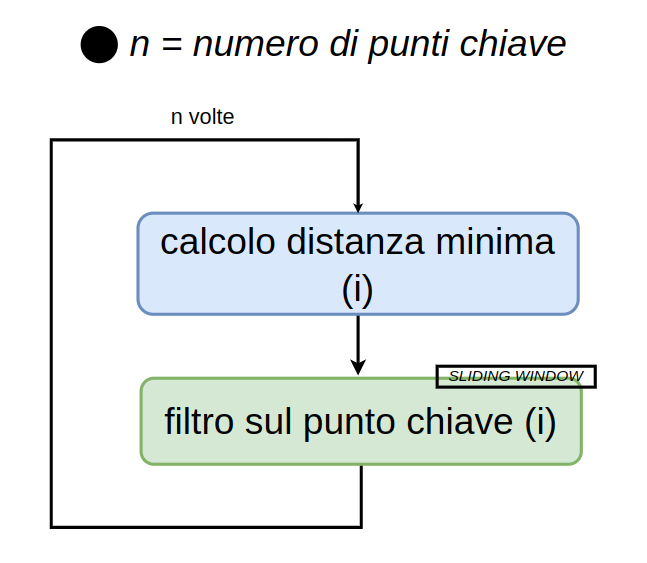 n = numero di punti chiave
n volte
calcolo distanza minima
(i)
SLIDING WINDOW
filtro sul punto chiave (i)